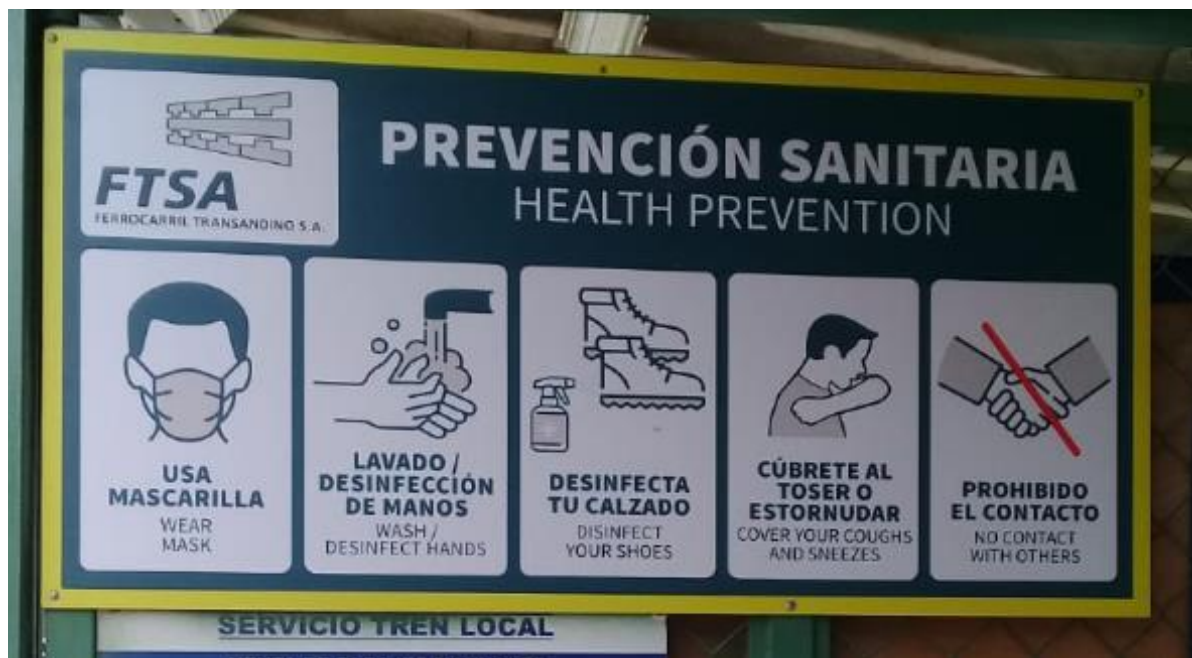 FTSA
FERROCARRIL TRANSANDINO S.A.
PREVENCIÓN SANITARIA
HEALTH PREVENTION
USA
MASCARILLA
WEAR
MASK
LAVADO /
DESINFECCIÓN
DE MANOS
WASH /
DESINFECT HANDS
DESINFECTA
TU CALZADO
DISINFECT
YOUR SHOES
CÚBRETE AL
TOSER O
ESTORNUDAR
COVER YOUR COUGHS
AND SNEEZES
PROHIBIDO
EL CONTACTO
NO CONTACT
WITH OTHERS
SERVICIO TREN LOCAL